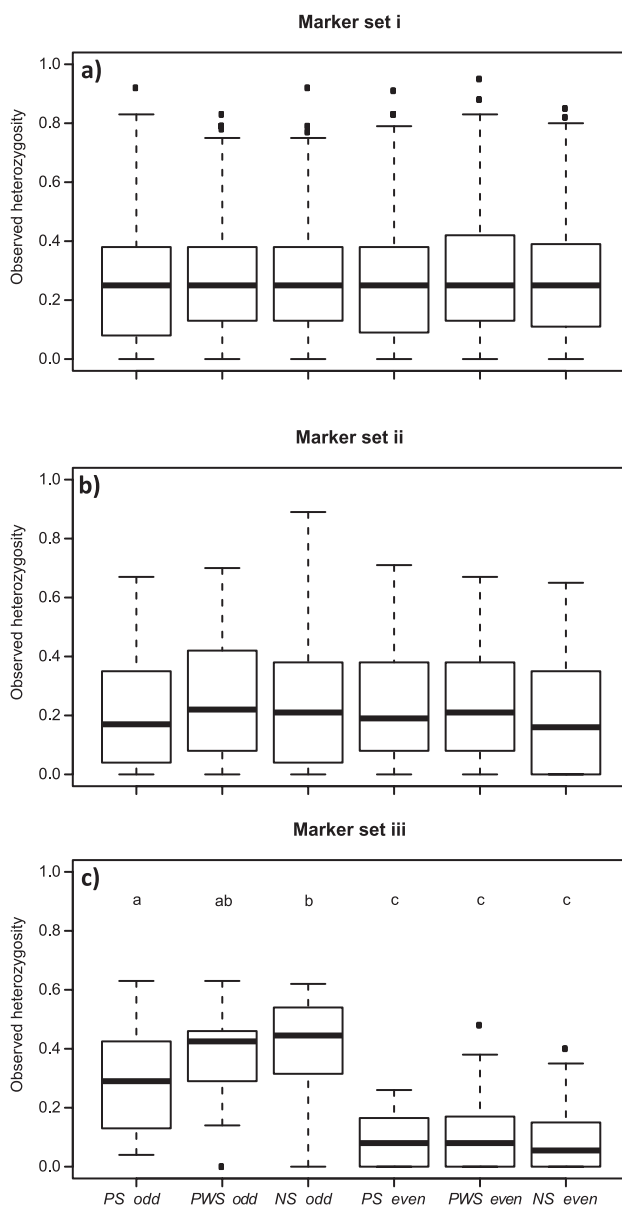 Marker set i
a)
Observed heterozygosity
1.0
0.8
0.6
0.4
0.2
0.0
Marker set ii
b)
Observed heterozygosity
1.0
0.8
0.6
0.4
0.2
0.0
Marker set iii
c)
Observed heterozygosity
1.0
0.8
0.6
0.4
0.2
0.0
a ab b c c c
PS odd PWS odd NS odd PS even PWS even NS even